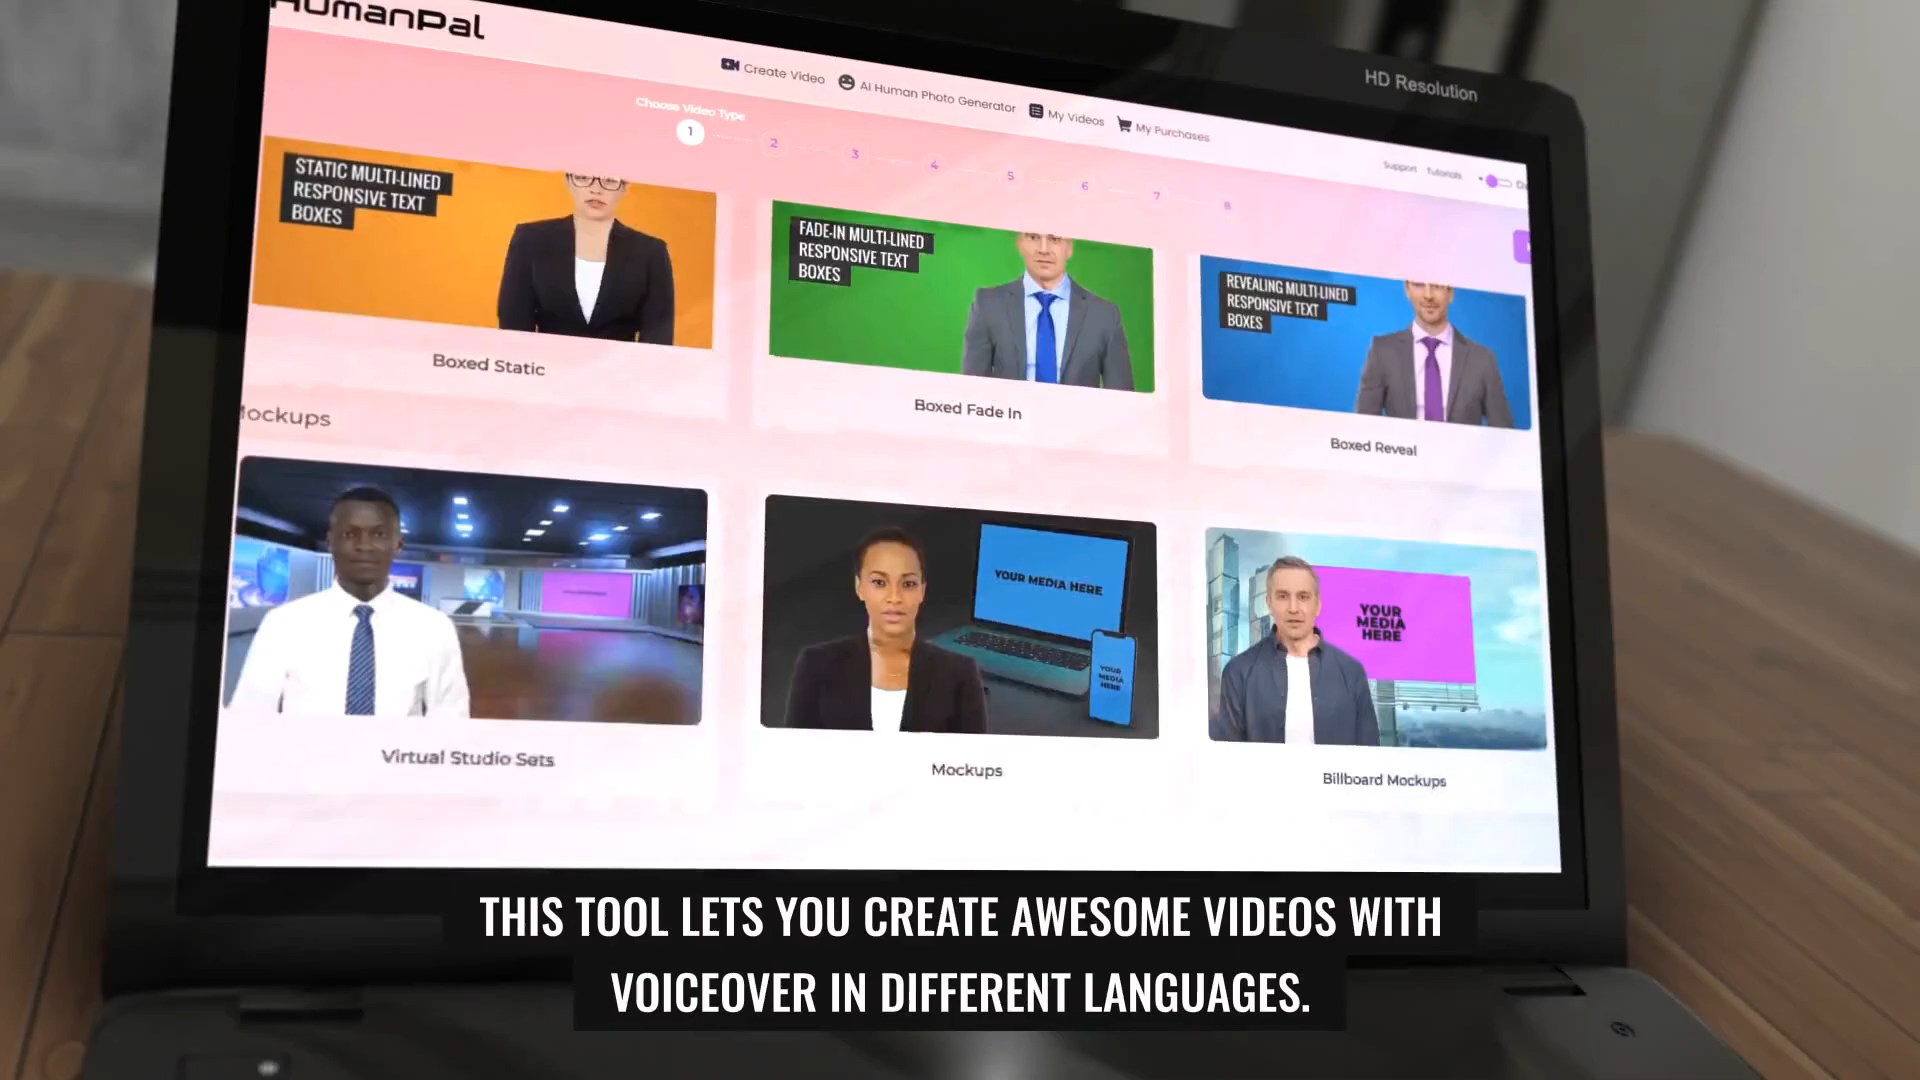 HumanPal
HD Resolution
Create Video
AI Human Photo Generator
My Videos
My Purchases
Support
Tutorials
Choose Video Type
1
2
3
4
5
6
7
8
STATIC MULTI-LINED
RESPONSIVE TEXT
BOXES
FADE-IN MULTI-LINED
RESPONSIVE TEXT
BOXES
REVEALING MULTI-LINED
RESPONSIVE TEXT
BOXES
Boxed Static
Boxed Fade In
Boxed Reveal
Mockups
YOUR MEDIA HERE
YOUR
MEDIA
HERE
YOUR
MEDIA
HERE
Virtual Studio Sets
Mockups
Billboard Mockups
THIS TOOL LETS YOU CREATE AWESOME VIDEOS WITH
VOICEOVER IN DIFFERENT LANGUAGES.